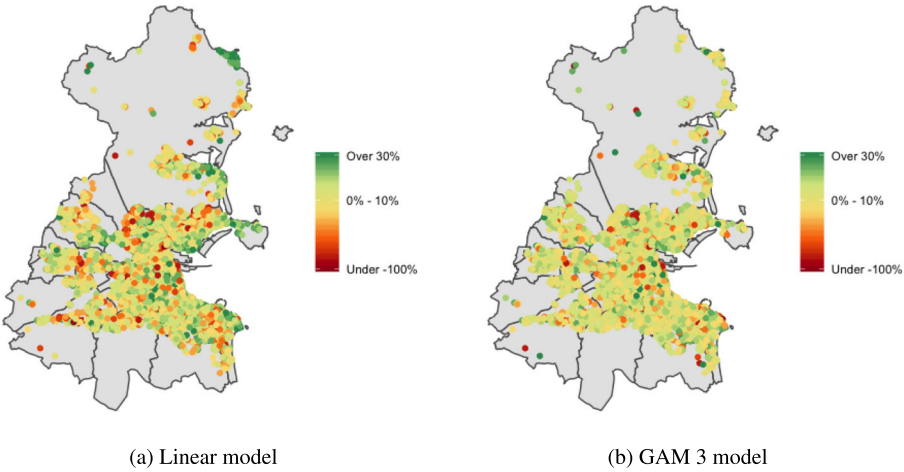 Over 30%
0% - 10%
Under -100%
Over 30%
0% - 10%
Under -100%
(a) Linear model
(b) GAM 3 model